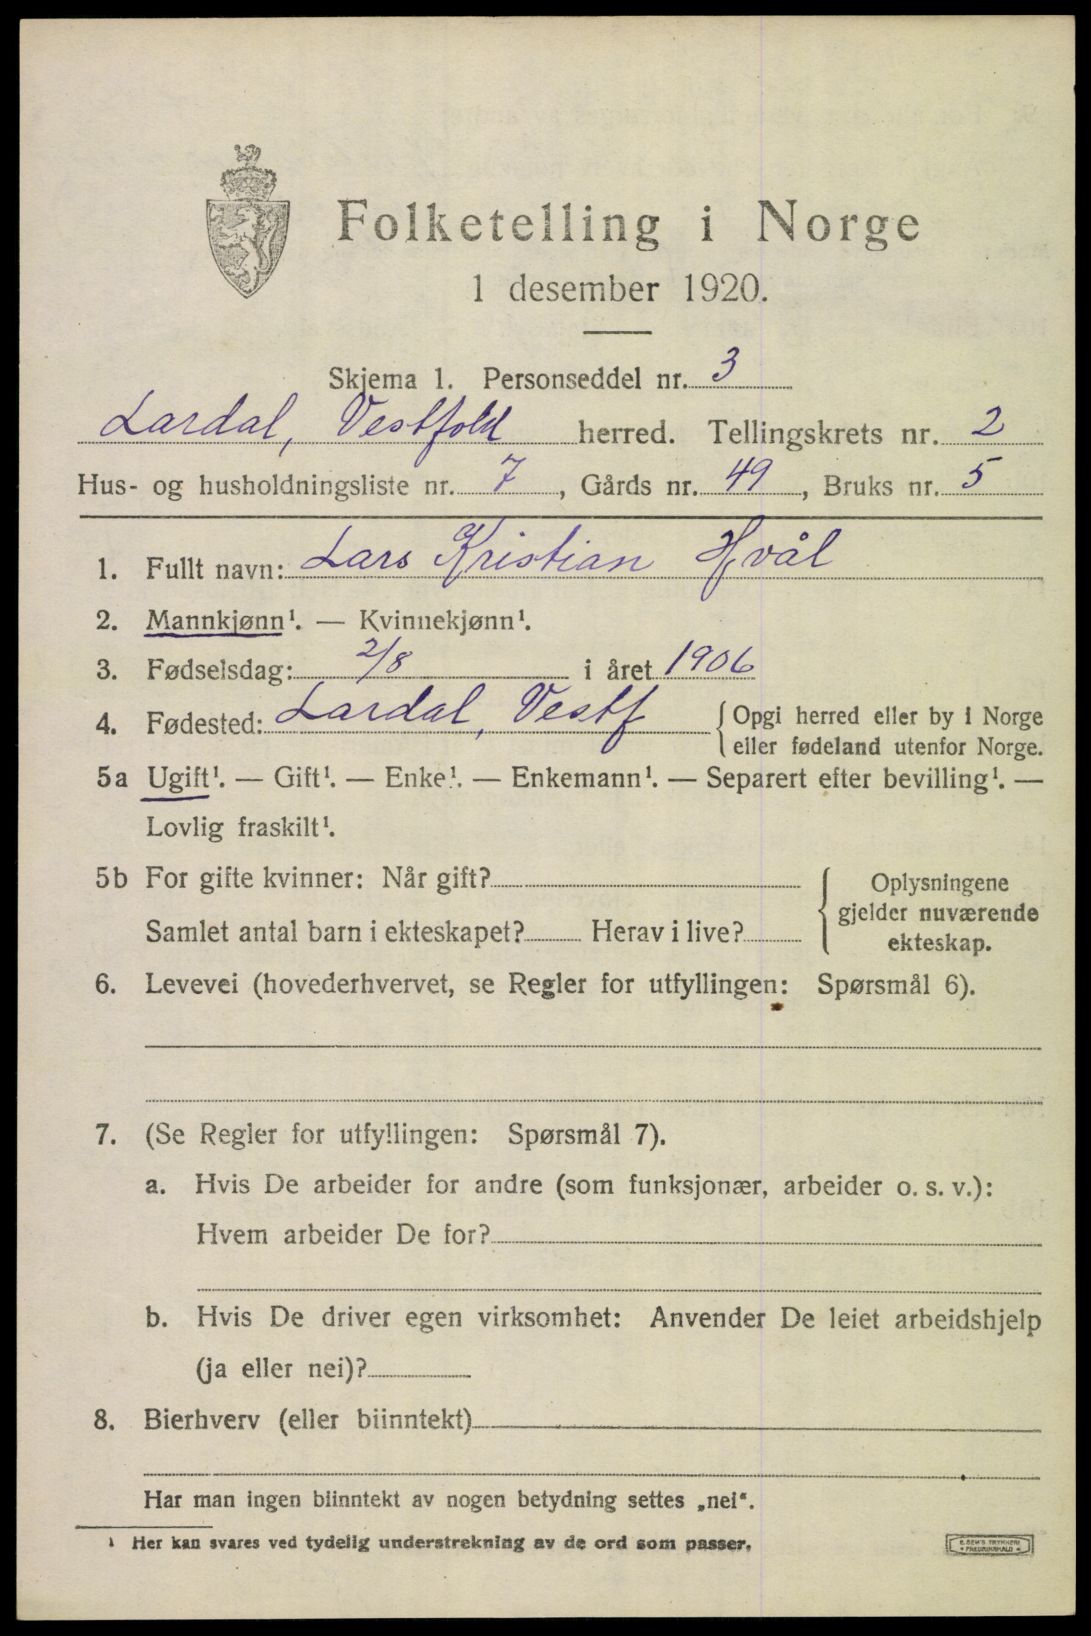 Folketelling i Norge
1 desember 1920.
Skjema 1. Personseddel nr. 3
Lardal, Vestfold herred. Tellingskrets nr. 2
Hus- og husholdningsliste nr. 7, Gårds nr. 49, Bruks nr. 5
1. Fullt navn: Lars Kristian Hvål
2. Mannkjønn¹. — Kvinnekjønn¹.
3. Fødselsdag: 2/8 i året 1906
4. Fødested: Lardal, Vestf { Opgi herred eller by i Norge
eller fødeland utenfor Norge.
5a Ugift¹. — Gift¹. — Enke¹. — Enkemann¹. — Separert efter bevilling¹. —
Lovlig fraskilt¹.
5b For gifte kvinner: Når gift?
Samlet antal barn i ekteskapet? Herav i live?
{ Oplysningene
gjelder nuværende
ekteskap.
6. Levevei (hovederhvervet, se Regler for utfyllingen: Spørsmål 6).
7. (Se Regler for utfyllingen: Spørsmål 7).
a. Hvis De arbeider for andre (som funksjonær, arbeider o. s. v.):
Hvem arbeider De for?
b. Hvis De driver egen virksomhet: Anvender De leiet arbeidshjelp
(ja eller nei)?
8. Bierhverv (eller biinntekt)
Har man ingen biinntekt av nogen betydning settes „nei“.
¹ Her kan svares ved tydelig understrekning av de ord som passer.
E. SEM'S TRYKKERI
* FREDRIKSHALD *